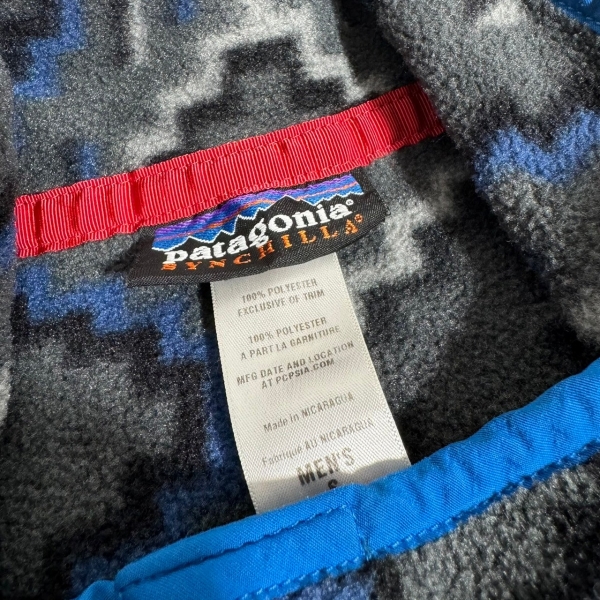 patagonia®
SYNCHILLA®
100% POLYESTER
EXCLUSIVE OF TRIM
100% POLYESTER
A PART LA GARNITURE
MFG DATE AND LOCATION
AT PCPSIA.COM
Made in NICARAGUA
Fabriqué AU NICARAGUA
MEN'S
S